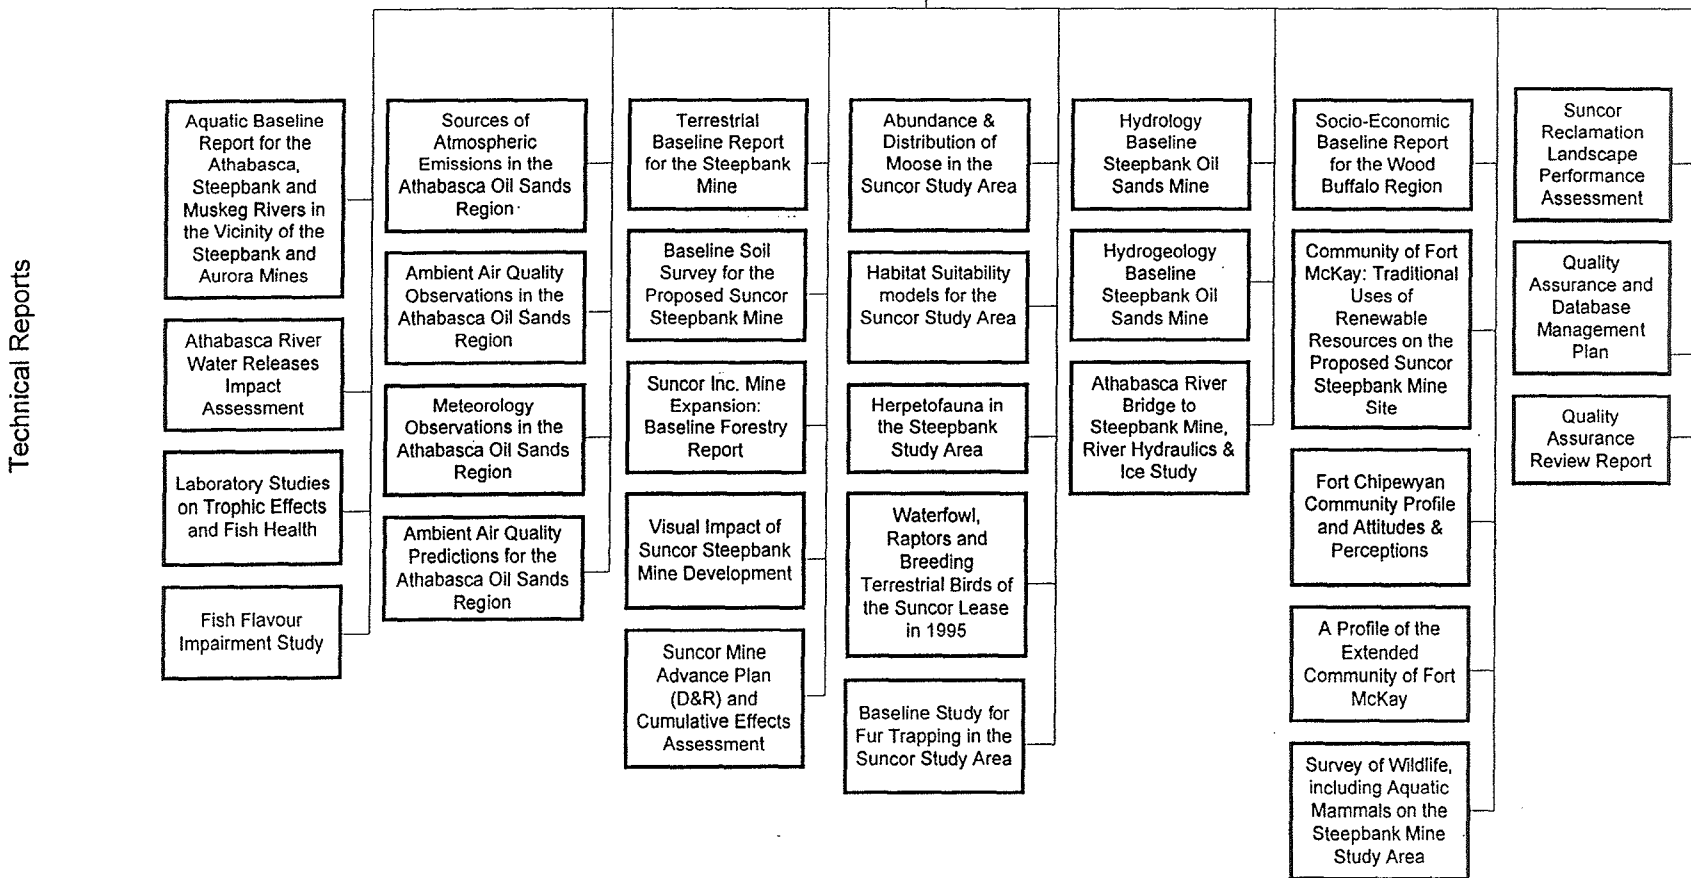 Technical Reports
Aquatic Baseline
Report for the
Athabasca,
Steepbank and
Muskeg Rivers in
the Vicinity of the
Steepbank and
Aurora Mines
Athabasca River
Water Releases
Impact
Assessment
Laboratory Studies
on Trophic Effects
and Fish Health
Fish Flavour
Impairment Study
Sources of
Atmospheric
Emissions in the
Athabasca Oil Sands
Region
Ambient Air Quality
Observations in the
Athabasca Oil Sands
Region
Meteorology
Observations in the
Athabasca Oil Sands
Region
Ambient Air Quality
Predictions for the
Athabasca Oil Sands
Region
Terrestrial
Baseline Report
for the Steepbank
Mine
Baseline Soil
Survey for the
Proposed Suncor
Steepbank Mine
Suncor Inc. Mine
Expansion:
Baseline Forestry
Report
Visual Impact of
Suncor Steepbank
Mine Development
Suncor Mine
Advance Plan
(D&R) and
Cumulative Effects
Assessment
Abundance &
Distribution of
Moose in the
Suncor Study Area
Habitat Suitability
models for the
Suncor Study Area
Herpetofauna in
the Steepbank
Study Area
Waterfowl,
Raptors and
Breeding
Terrestrial Birds of
the Suncor Lease
in 1995
Baseline Study for
Fur Trapping in the
Suncor Study Area
Hydrology
Baseline
Steepbank Oil
Sands Mine
Hydrogeology
Baseline
Steepbank Oil
Sands Mine
Athabasca River
Bridge to
Steepbank Mine,
River Hydraulics &
Ice Study
Socio-Economic
Baseline Report
for the Wood
Buffalo Region
Community of Fort
McKay: Traditional
Uses of
Renewable
Resources on the
Proposed Suncor
Steepbank Mine
Site
Fort Chipewyan
Community Profile
and Attitudes &
Perceptions
A Profile of the
Extended
Community of Fort
McKay
Survey of Wildlife,
including Aquatic
Mammals on the
Steepbank Mine
Study Area
Suncor
Reclamation
Landscape
Performance
Assessment
Quality
Assurance and
Database
Management
Plan
Quality
Assurance
Review Report